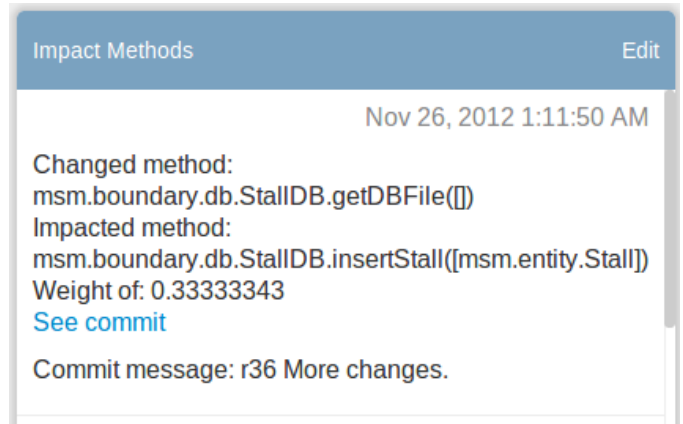 Impact Methods Edit
Nov 26, 2012 1:11:50 AM
Changed method:
msm.boundary.db.StallDB.getDBFile([])
Impacted method:
msm.boundary.db.StallDB.insertStall([msm.entity.Stall])
Weight of: 0.33333343
See commit
Commit message: r36 More changes.